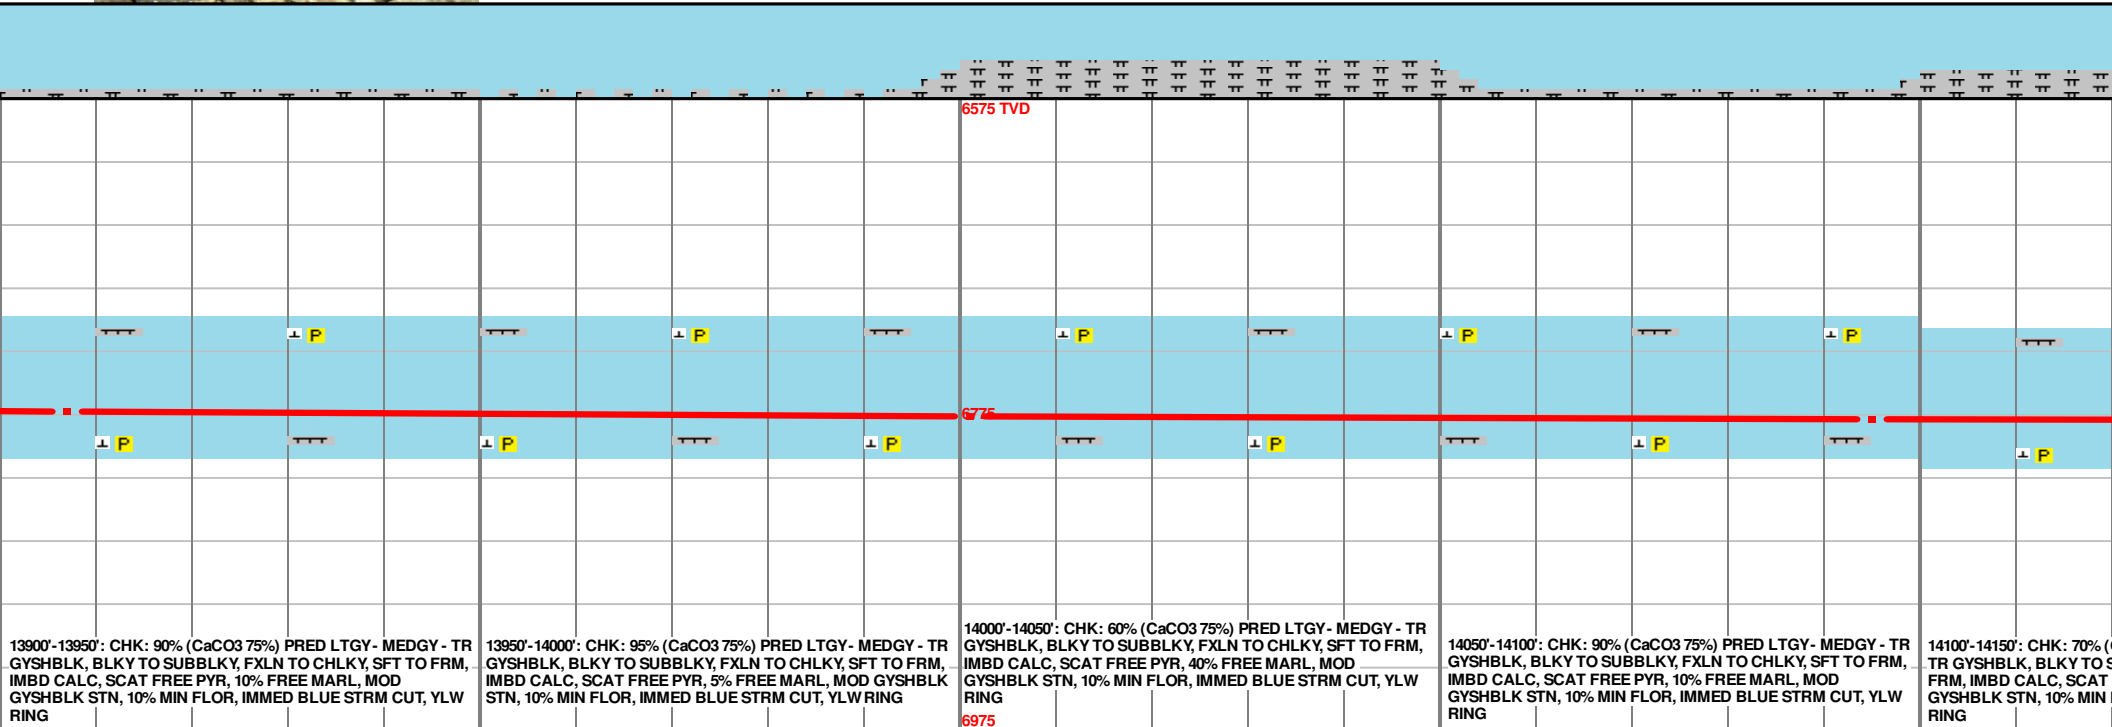 6575 TVD
P
P
P
P
P
6775
P
P
P
P
P
P
13900'-13950': CHK: 90% (CaCO3 75%) PRED LTGY - MEDGY - TR
GYSHBLK, BLKY TO SUBBLKY, FXLN TO CHLKY, SFT TO FRM,
IMBD CALC, SCAT FREE PYR, 10% FREE MARL, MOD
GYSHBLK STN, 10% MIN FLOR, IMMED BLUE STRM CUT, YLW
RING
13950'-14000': CHK: 95% (CaCO3 75%) PRED LTGY - MEDGY - TR
GYSHBLK, BLKY TO SUBBLKY, FXLN TO CHLKY, SFT TO FRM,
IMBD CALC, SCAT FREE PYR, 5% FREE MARL, MOD GYSHBLK
STN, 10% MIN FLOR, IMMED BLUE STRM CUT, YLW RING
14000'-14050': CHK: 60% (CaCO3 75%) PRED LTGY - MEDGY - TR
GYSHBLK, BLKY TO SUBBLKY, FXLN TO CHLKY, SFT TO FRM,
IMBD CALC, SCAT FREE PYR, 40% FREE MARL, MOD
GYSHBLK STN, 10% MIN FLOR, IMMED BLUE STRM CUT, YLW
RING
6975
14050'-14100': CHK: 90% (CaCO3 75%) PRED LTGY - MEDGY - TR
GYSHBLK, BLKY TO SUBBLKY, FXLN TO CHLKY, SFT TO FRM,
IMBD CALC, SCAT FREE PYR, 10% FREE MARL, MOD
GYSHBLK STN, 10% MIN FLOR, IMMED BLUE STRM CUT, YLW
RING
14100'-14150': CHK: 70%
TR GYSHBLK, BLKY TO
FRM, IMBD CALC, SCAT
GYSHBLK STN, 10% MIN
RING